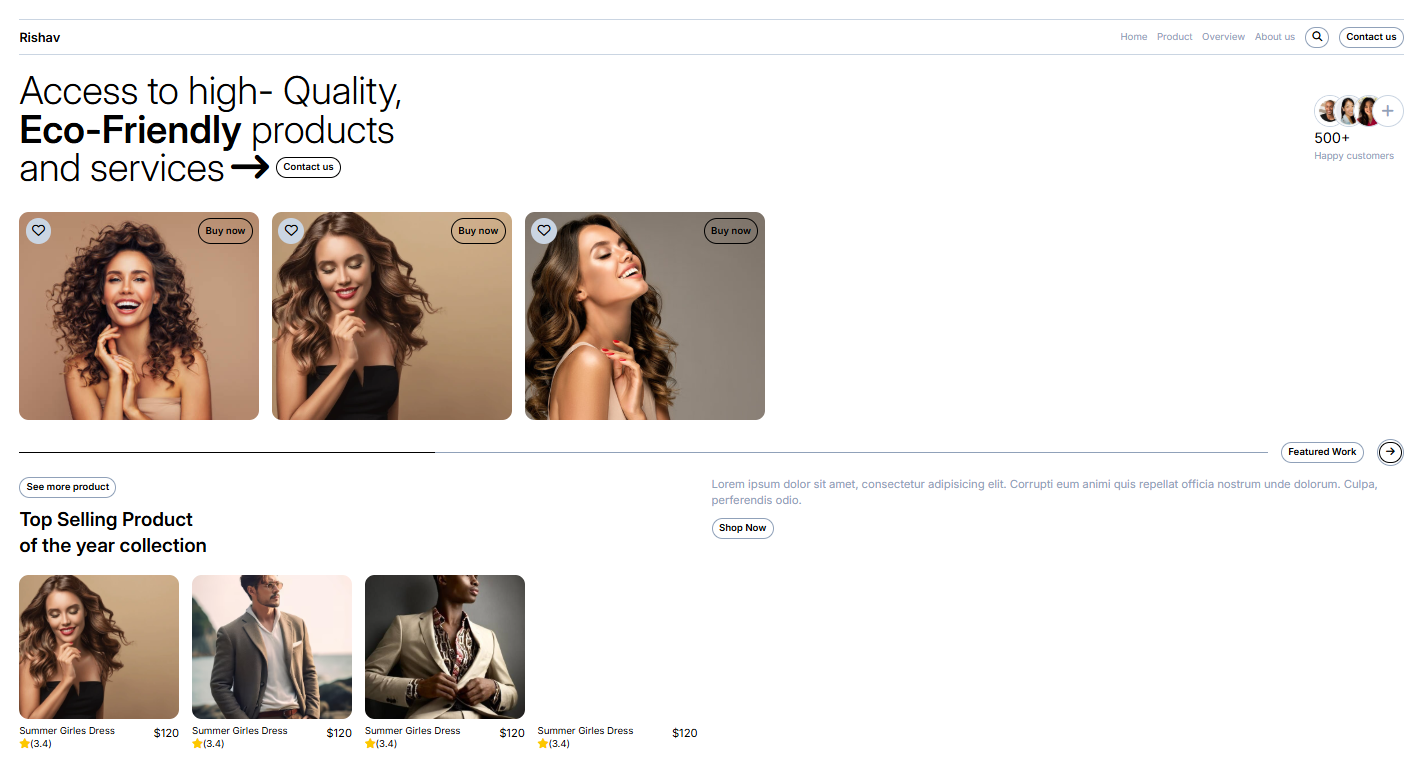 Rishav
Home Product Overview About us Contact us
Access to high- Quality,
Eco-Friendly products
and services Contact us
500+
Happy customers
Buy now Buy now Buy now
Featured Work
See more product
Lorem ipsum dolor sit amet, consectetur adipisicing elit. Corrupti eum animi quis repellat officia nostrum unde dolorum. Culpa,
perferendis odio.
Shop Now
Top Selling Product
of the year collection
Summer Girles Dress $120
(3.4)
Summer Girles Dress $120
(3.4)
Summer Girles Dress $120
(3.4)
Summer Girles Dress $120
(3.4)